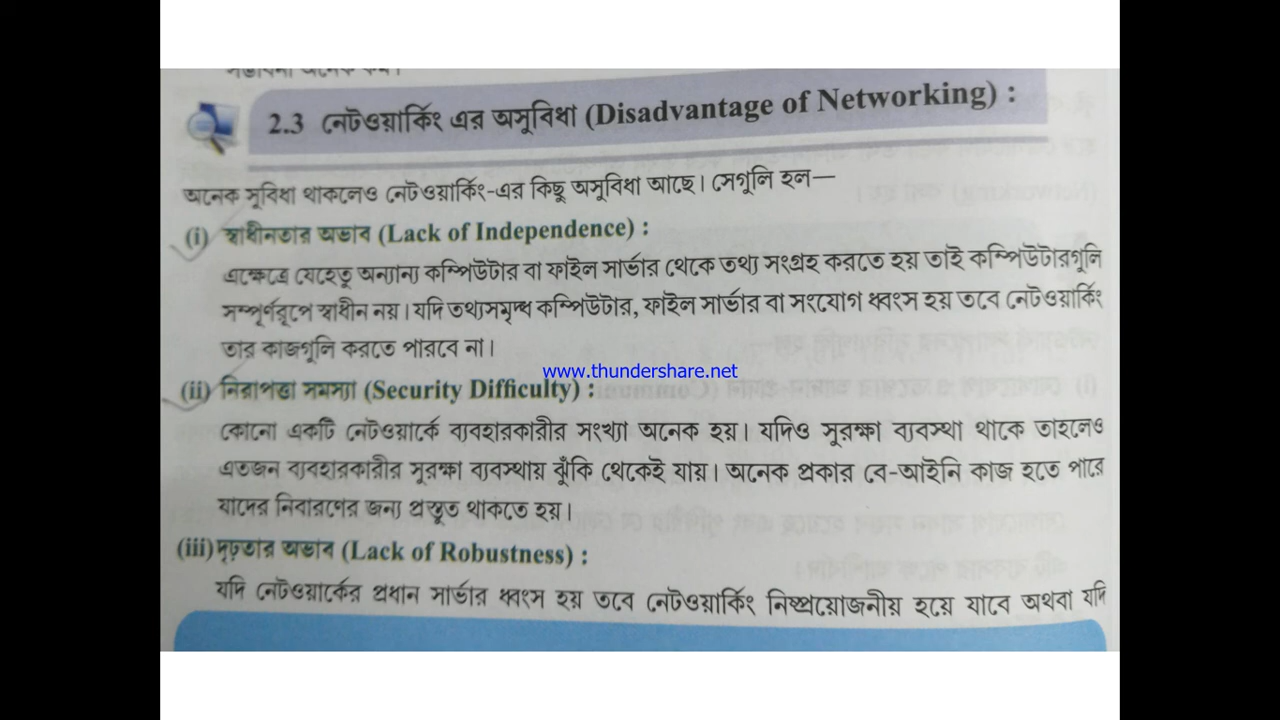 2.3 নেটওয়ার্কিং এর অসুবিধা (Disadvantage of Networking) :
অনেক সুবিধা থাকলেও নেটওয়ার্কিং-এর কিছু অসুবিধা আছে। সেগুলি হল—
(i) স্বাধীনতার অভাব (Lack of Independence) :
এক্ষেত্রে যেহেতু অন্যান্য কম্পিউটার বা ফাইল সার্ভার থেকে তথ্য সংগ্রহ করতে হয় তাই কম্পিউটারগুলি
সম্পূর্ণরূপে স্বাধীন নয়। যদি তথ্যসমৃদ্ধ কম্পিউটার, ফাইল সার্ভার বা সংযোগ ধ্বংস হয় তবে নেটওয়ার্কিং
তার কাজগুলি করতে পারবে না।
www.thundershare.net
(ii) নিরাপত্তা সমস্যা (Security Difficulty) :
কোনো একটি নেটওয়ার্কে ব্যবহারকারীর সংখ্যা অনেক হয়। যদিও সুরক্ষা ব্যবস্থা থাকে তাহলেও
এতজন ব্যবহারকারীর সুরক্ষা ব্যবস্থায় ঝুঁকি থেকেই যায়। অনেক প্রকার বে-আইনি কাজ হতে পারে
যাদের নিবারণের জন্য প্রস্তুত থাকতে হয়।
(iii) দৃঢ়তার অভাব (Lack of Robustness) :
যদি নেটওয়ার্কের প্রধান সার্ভার ধ্বংস হয় তবে নেটওয়ার্কিং নিষ্প্রয়োজনীয় হয়ে যাবে অথবা যদি